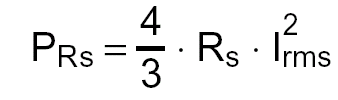 P_Rs = 4/3 · R_s · I_rms^2